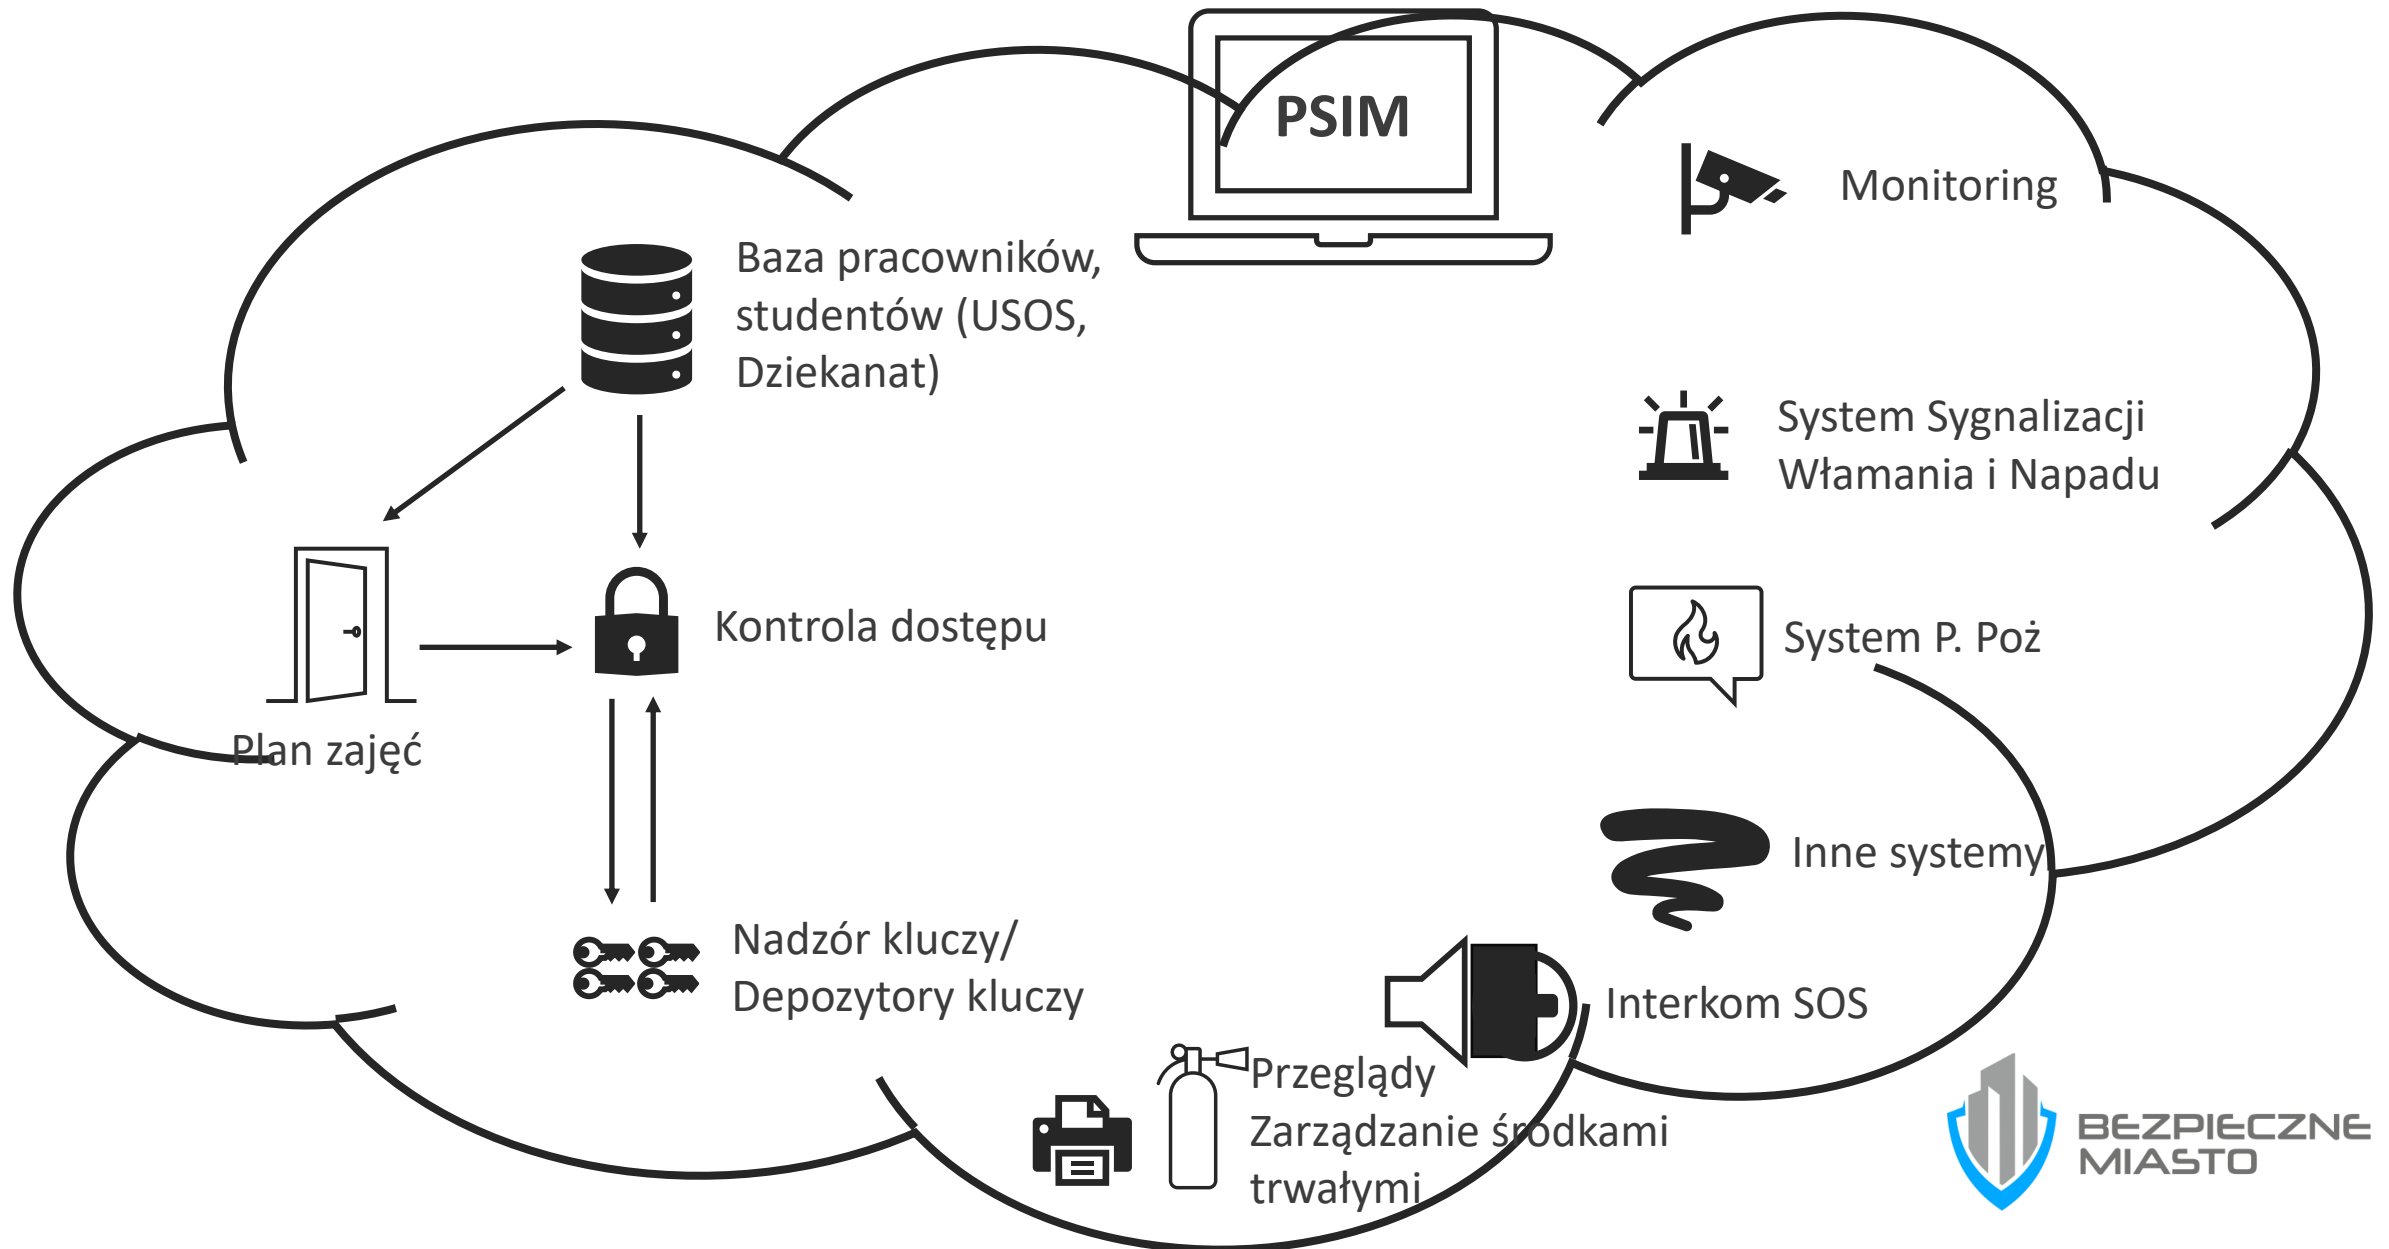 PSIM
Monitoring
Baza pracowników,
studentów (USOS,
Dziekanat)
System Sygnalizacji
Włamania i Napadu
Kontrola dostępu
System P. Poż
Plan zajęć
Inne systemy
Nadzór kluczy/
Depozytory kluczy
Interkom SOS
Przeglądy
Zarządzanie środkami
trwałymi
BEZPIECZNE
MIASTO